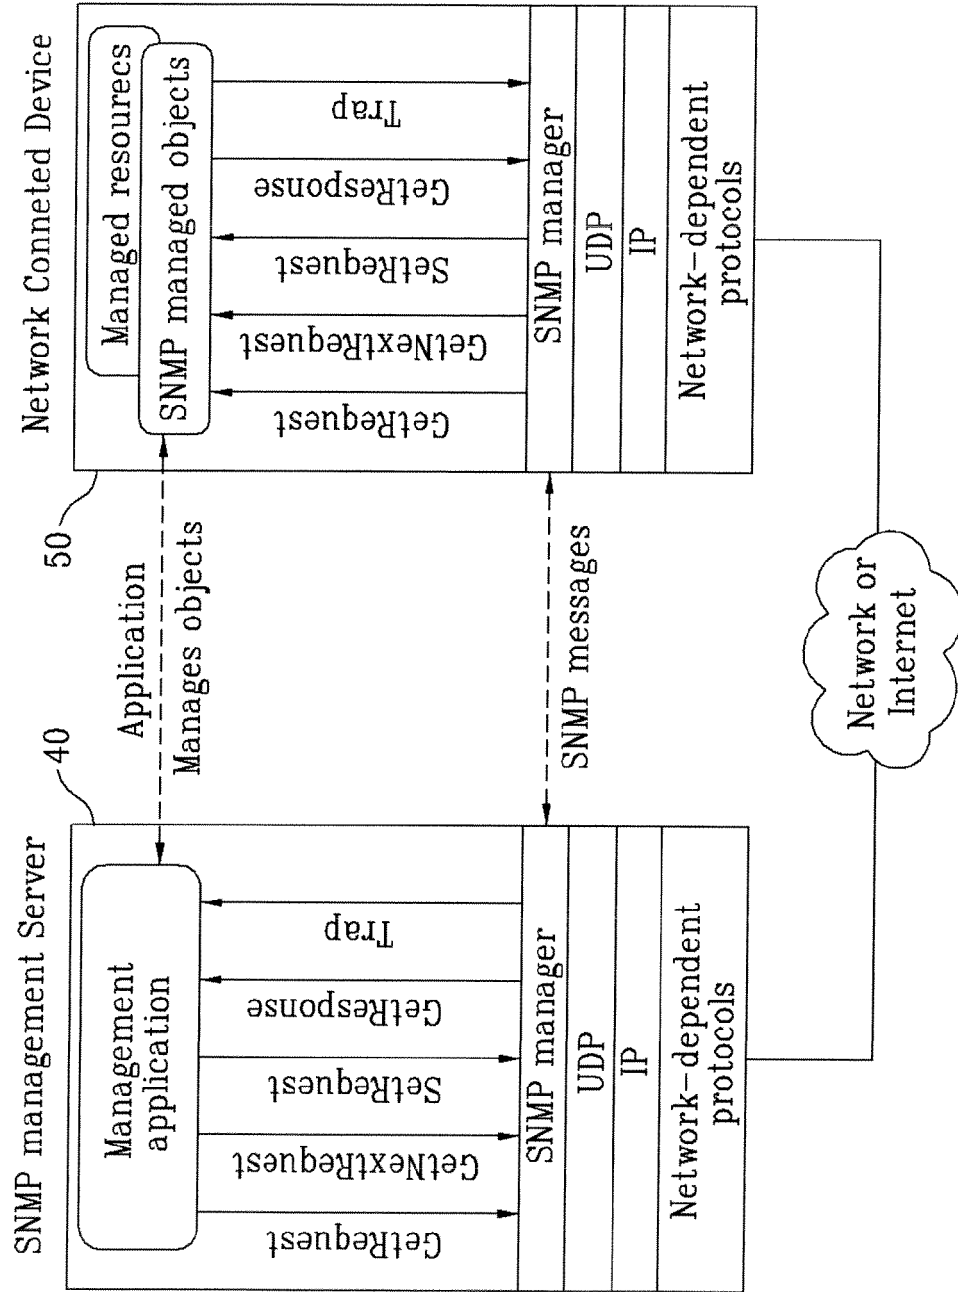 SNMP management Server
40
Management
application
GetRequest
GetNextRequest
SetRequest
GetResponse
Trap
SNMP manager
UDP
IP
Network-dependent
protocols
Application
Manages objects
SNMP messages
Network or
Internet
Network Conneted Device
50
Managed resourecs
SNMP managed objects
GetRequest
GetNextRequest
SetRequest
GetResponse
Trap
SNMP manager
UDP
IP
Network-dependent
protocols